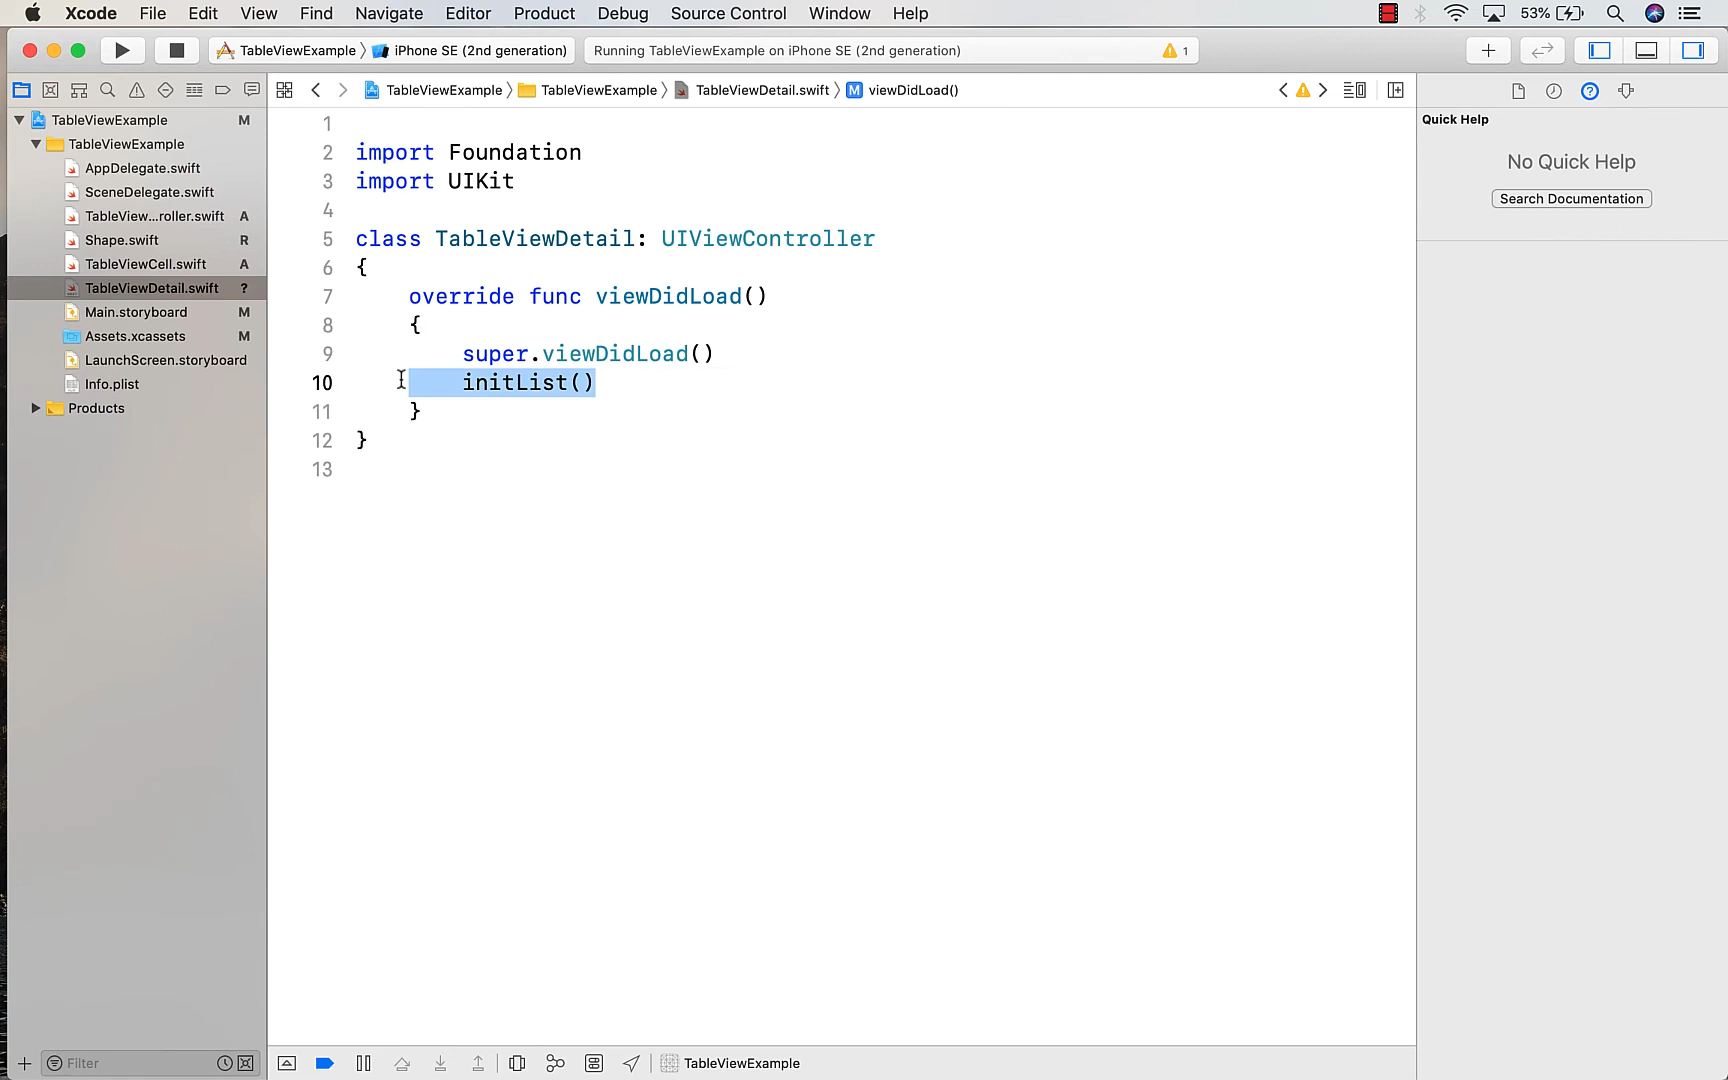 Xcode File Edit View Find Navigate Editor Product Debug Source Control Window Help 53%
TableViewExample iPhone SE (2nd generation) Running TableViewExample on iPhone SE (2nd generation) 1
TableViewExample TableViewExample TableViewDetail.swift M viewDidLoad()
TableViewExample M
TableViewExample
AppDelegate.swift
SceneDelegate.swift
TableView...roller.swift A
Shape.swift R
TableViewCell.swift A
TableViewDetail.swift ?
Main.storyboard M
Assets.xcassets M
LaunchScreen.storyboard
Info.plist
Products
Filter
1
2 import Foundation
3 import UIKit
4
5 class TableViewDetail: UIViewController
6 {
7 override func viewDidLoad()
8 {
9 super.viewDidLoad()
10 initList()
11 }
12 }
13
TableViewExample
Quick Help
No Quick Help
Search Documentation